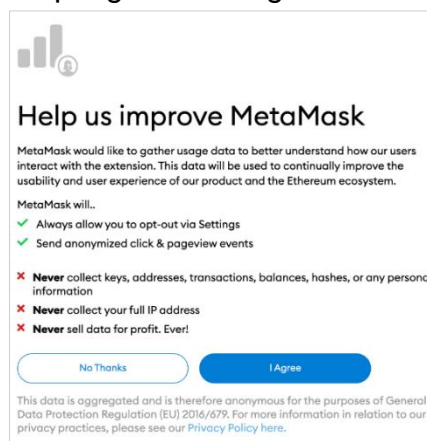 Help us improve MetaMask
MetaMask would like to gather usage data to better understand how our users
interact with the extension. This data will be used to continually improve the
usability and user experience of our product and the Ethereum ecosystem.
MetaMask will..
Always allow you to opt-out via Settings
Send anonymized click & pageview events
Never collect keys, addresses, transactions, balances, hashes, or any
information
Never collect your full IP address
Never sell data for profit. Ever!
No Thanks
I Agree
This data is aggregated and is therefore anonymous for the purposes of General
Data Protection Regulation (EU) 2016/679. For more information in relation to our
privacy practices, please see our Privacy Policy here.